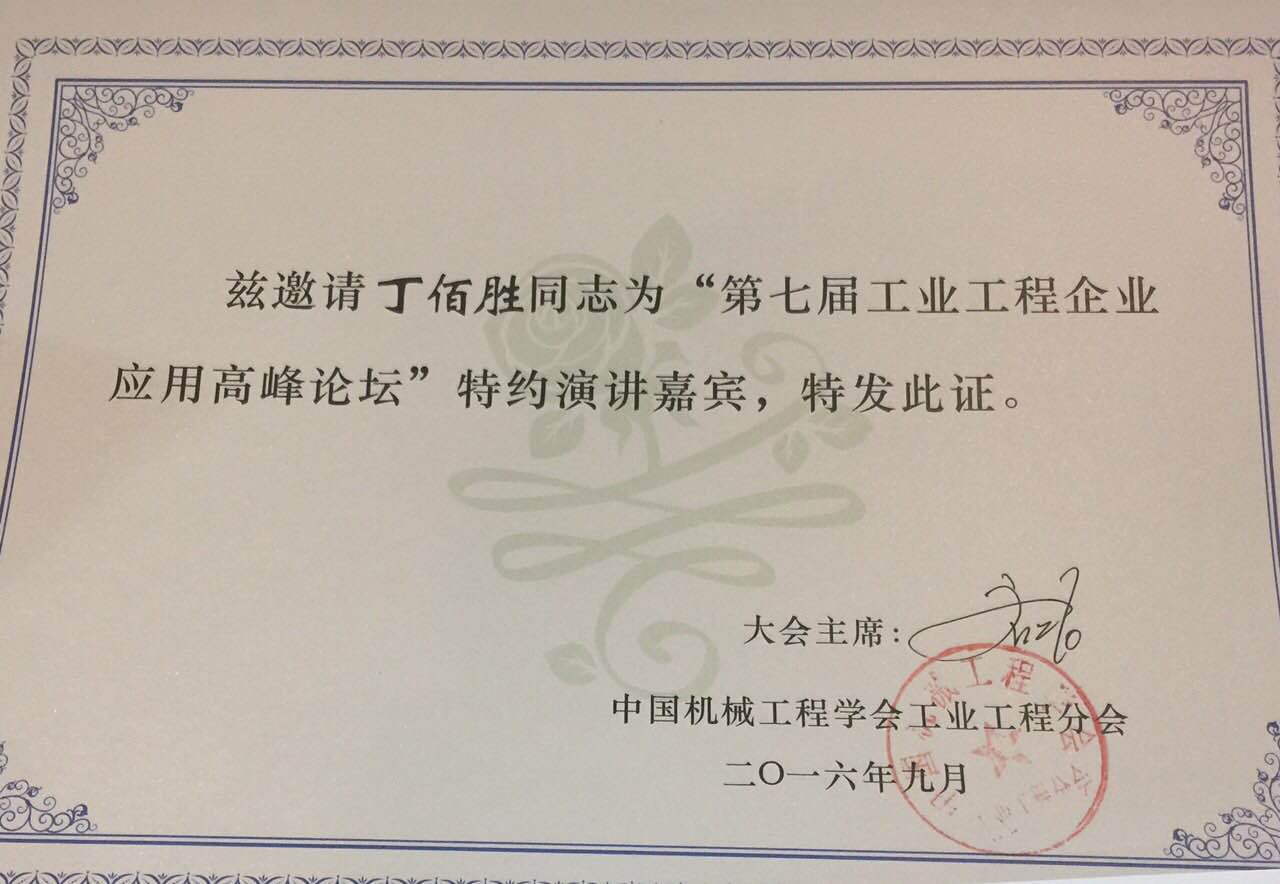 兹邀请丁佰胜同志为“第七届工业工程企业
应用高峰论坛”特约演讲嘉宾，特发此证。
大会主席:
中国机械工程学会工业工程分会
二〇一六年九月